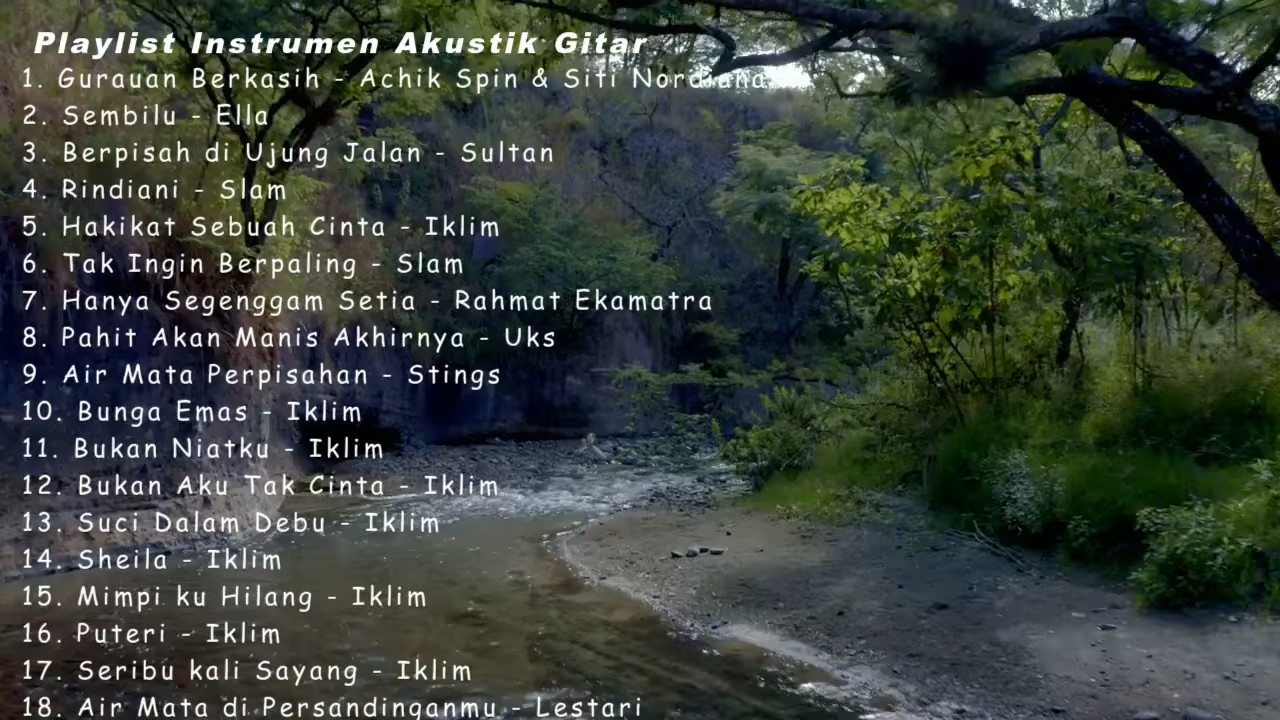 Playlist Instrumen Akustik Gitar
1. Gurauan Berkasih - Achik Spin & Siti Nordiana
2. Sembilu - Ella
3. Berpisah di Ujung Jalan - Sultan
4. Rindiani - Slam
5. Hakikat Sebuah Cinta - Iklim
6. Tak Ingin Berpaling - Slam
7. Hanya Segenggam Setia - Rahmat Ekamatra
8. Pahit Akan Manis Akhirnya - Uks
9. Air Mata Perpisahan - Stings
10. Bunga Emas - Iklim
11. Bukan Niatku - Iklim
12. Bukan Aku Tak Cinta - Iklim
13. Suci Dalam Debu - Iklim
14. Sheila - Iklim
15. Mimpi ku Hilang - Iklim
16. Puteri - Iklim
17. Seribu kali Sayang - Iklim
18. Air Mata di Persandinganmu - Lestari